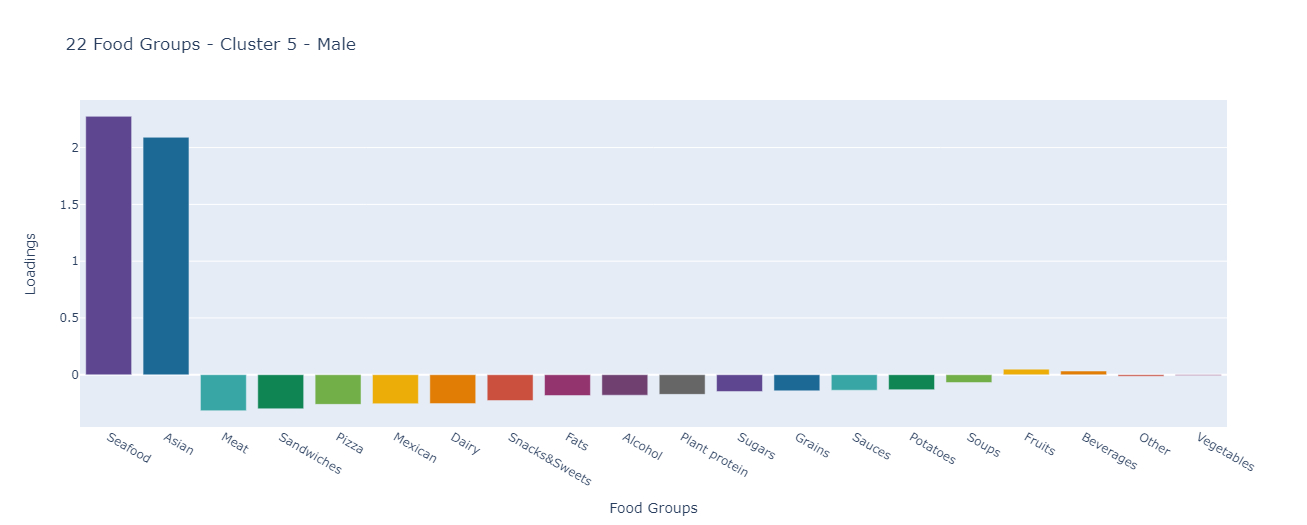 22 Food Groups - Cluster 5 - Male
Loadings
2
1.5
1
0.5
0
Seafood
Asian
Meat
Sandwiches
Pizza
Mexican
Dairy
Snacks&Sweets
Fats
Alcohol
Plant protein
Sugars
Grains
Sauces
Potatoes
Soups
Fruits
Beverages
Other
Vegetables
Food Groups